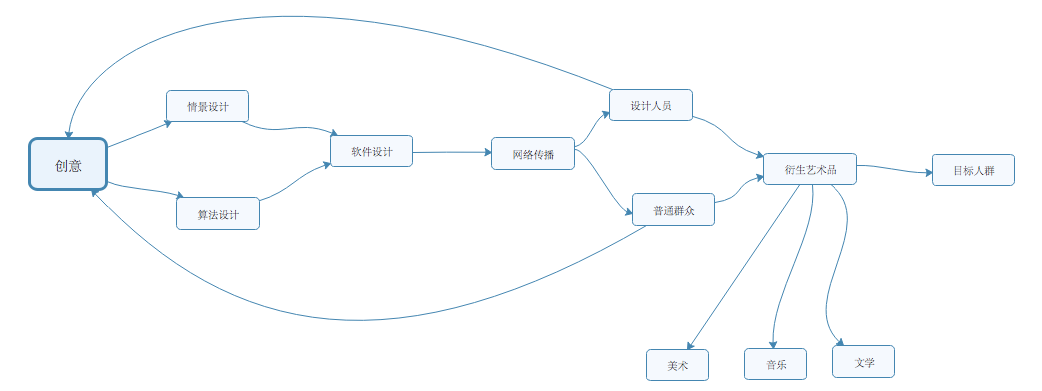 创意
情景设计
算法设计
软件设计
网络传播
设计人员
普通群众
衍生艺术品
目标人群
美术
音乐
文学